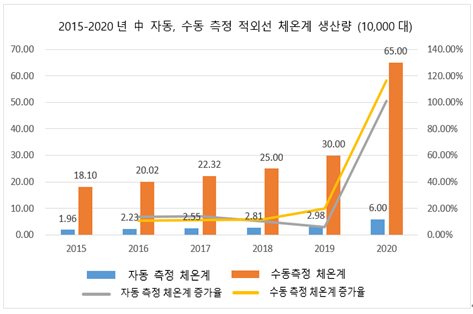 2015-2020 년 中 자동, 수동 측정 적외선 체온계 생산량 (10,000 대)
70.00 140.00%
65.00
60.00 120.00%
50.00 100.00%
40.00 80.00%
30.00
30.00 60.00%
25.00
22.32
20.02
18.10
20.00 40.00%
10.00 20.00%
1.96 2.23 2.55 2.81 2.98 6.00
0.00 0.00%
2015 2016 2017 2018 2019 2020
자동 측정 체온계 수동측정 체온계
자동 측정 체온계 증가율 수동 측정 체온계 증가율